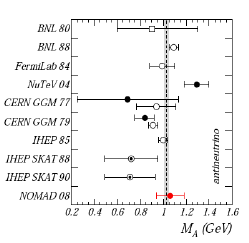 BNL 80
BNL 88
FermiLab 84
NuTeV 04
CERN GGM 77
CERN GGM 79
IHEP 85
IHEP SKAT 88
IHEP SKAT 90
NOMAD 08
antineutrino
0.2 0.4 0.6 0.8 1 1.2 1.4 1.6
M_A (GeV)